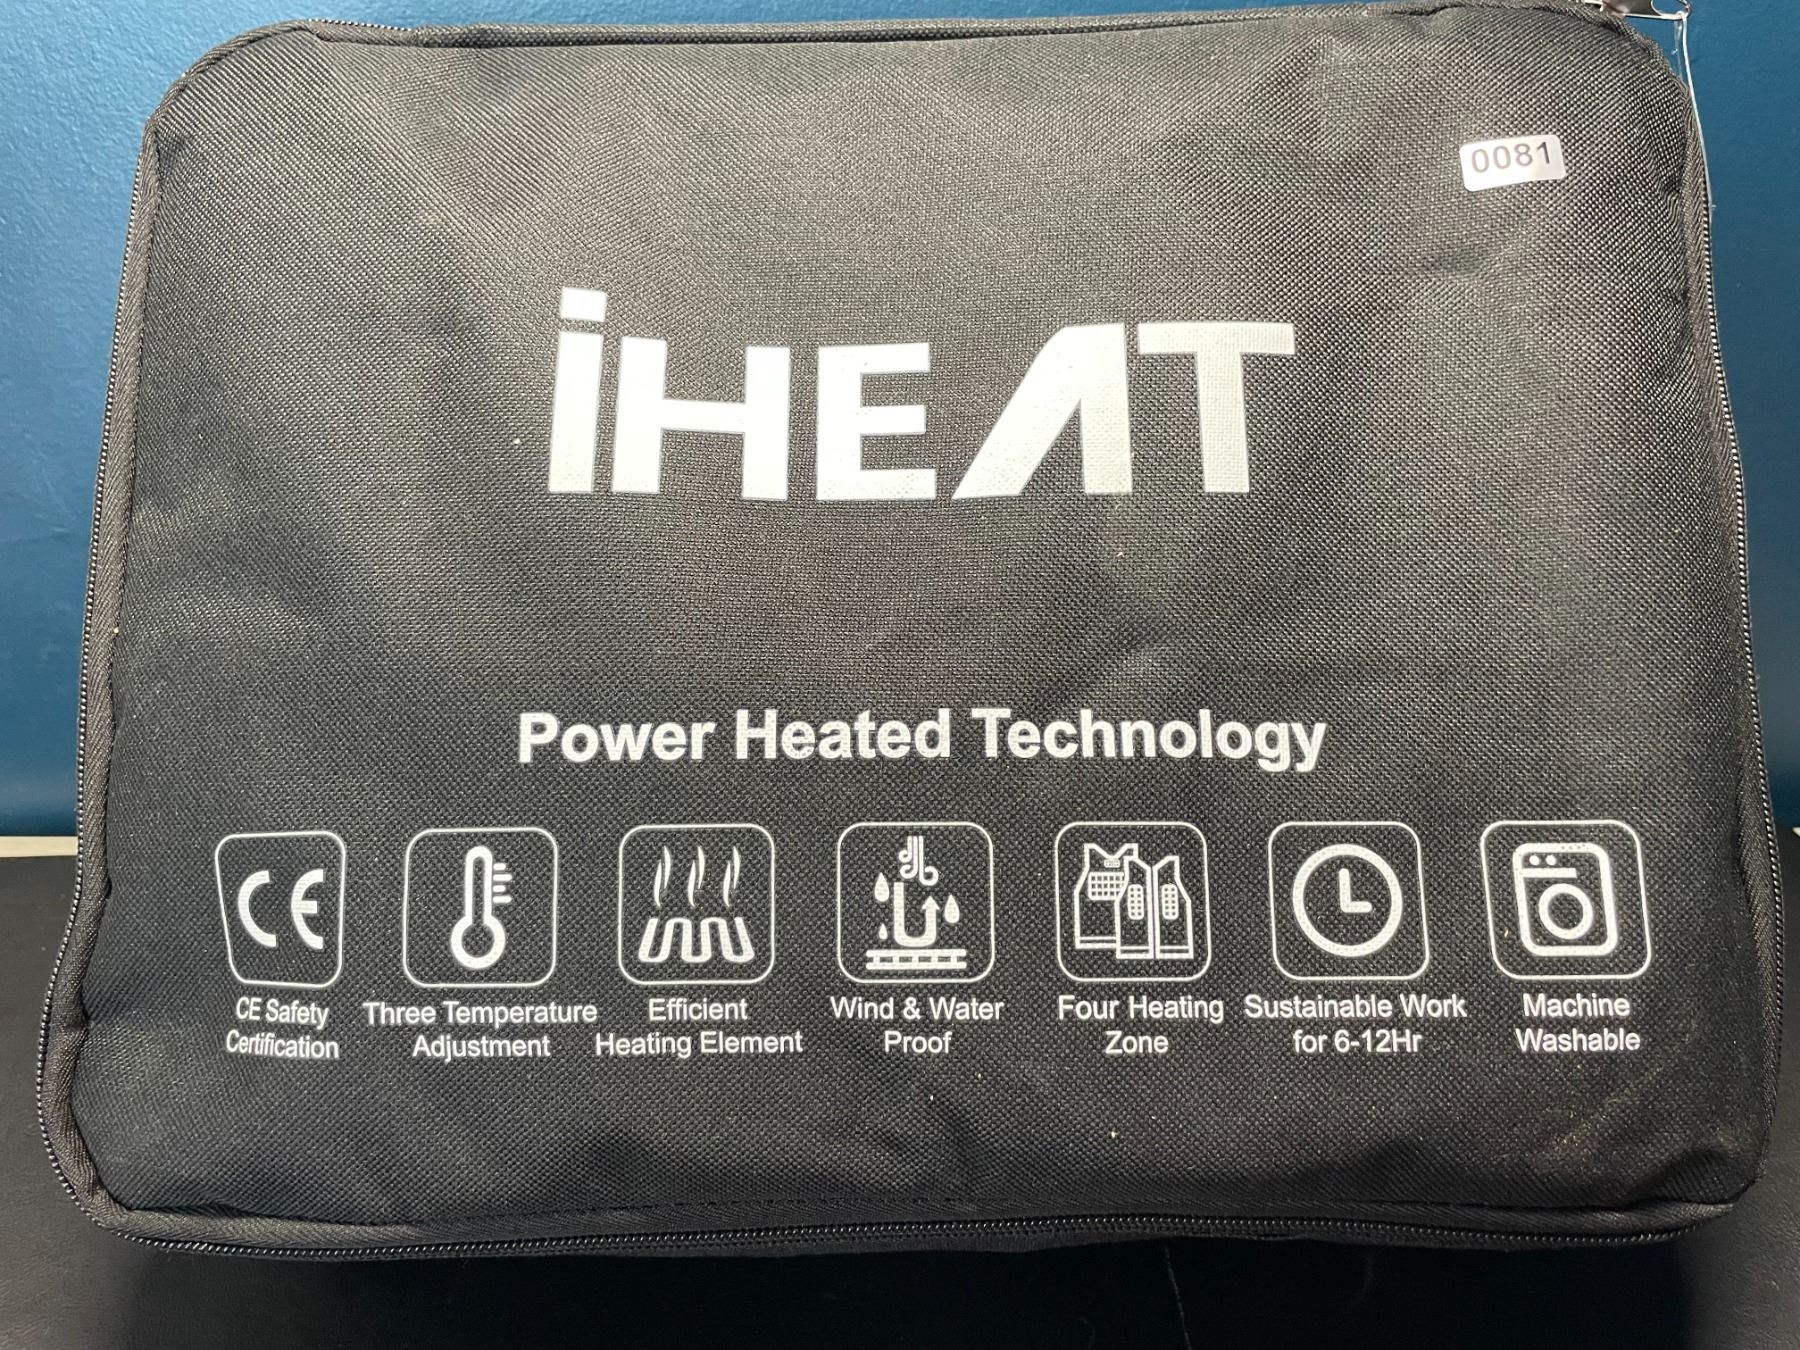 0081
iHEAT
Power Heated Technology
CE
CE Safety
Certification
Three Temperature
Adjustment
Efficient
Heating Element
Wind & Water
Proof
Four Heating
Zone
Sustainable Work
for 6-12Hr
Machine
Washable